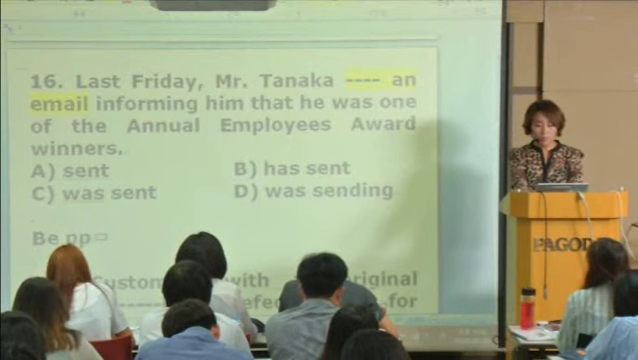 16. Last Friday, Mr. Tanaka ---- an
email informing him that he was one
of the Annual Employees Award
winners.
A) sent B) has sent
C) was sent D) was sending
Be pp
Custom with original
for
PAGOD